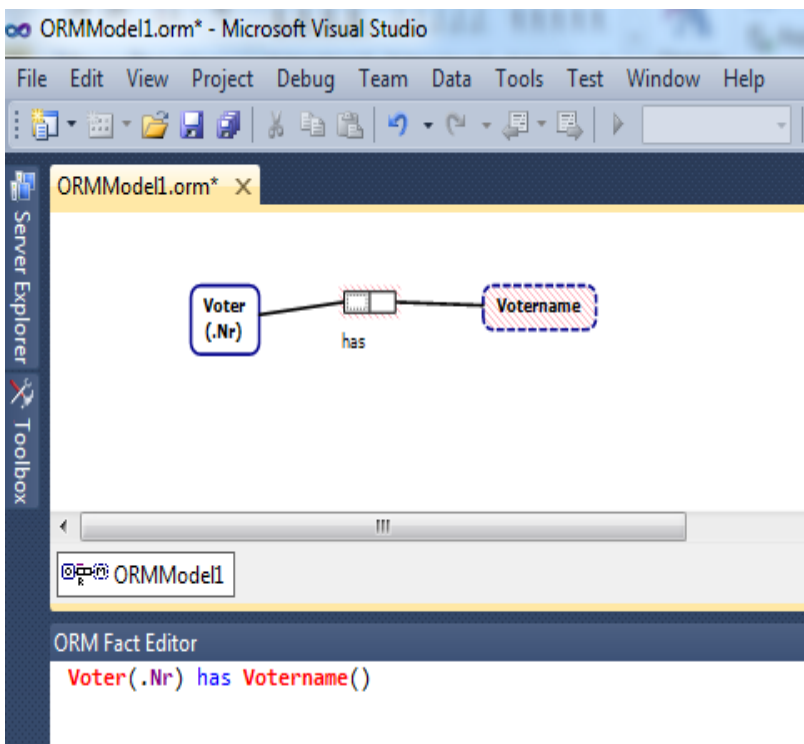 ORMModel1.orm* - Microsoft Visual Studio
File Edit View Project Debug Team Data Tools Test Window Help
Server Explorer
Toolbox
ORMModel1.orm* X
Voter
(.Nr)
has
Votername
ORMModel1
ORM Fact Editor
Voter(.Nr) has Votername()